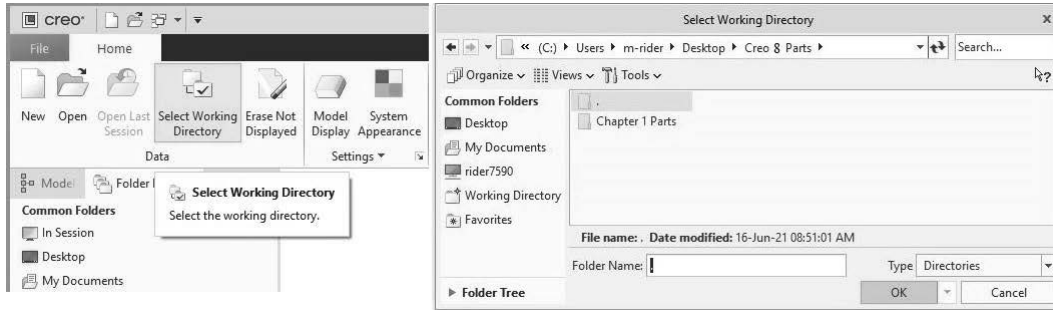 creo°
File Home
New Open Open Last Session Select Working Directory Erase Not Displayed Model Display System Appearance
Data Settings
Model Folder
Select Working Directory
Select the working directory.
Common Folders
In Session
Desktop
My Documents
Select Working Directory X
« (C:) Users m-rider Desktop Creo 8 Parts Search...
Organize Views Tools
Common Folders
Desktop
My Documents
rider7590
Working Directory
Favorites
Folder Tree
.
Chapter 1 Parts
File name: . Date modified: 16-Jun-21 08:51:01 AM
Folder Name: . Type Directories
OK Cancel